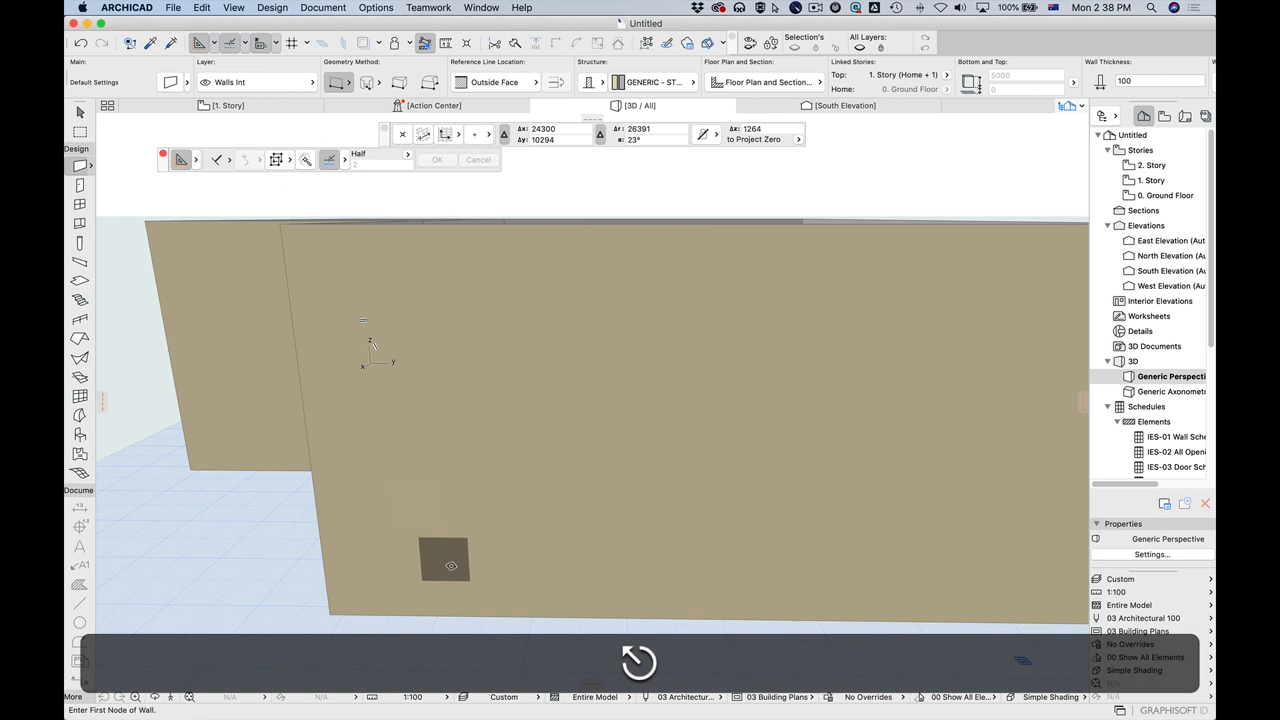 ARCHICAD File Edit View Design Document Options Teamwork Window Help 100% Mon 2:38 PM
Untitled
Selection's
All Layers:
Main:
Layer:
Geometry Method:
Reference Line Location:
Structure:
Floor Plan and Section:
Linked Stories:
Bottom and Top:
Wall Thickness:
Default Settings
Walls Int
Outside Face
GENERIC - ST...
Floor Plan and Section...
Top: 1. Story (Home + 1)
Home: 0. Ground Floor
5000
0
100
[1. Story]
[Action Center]
[3D / All]
[South Elevation]
Δx: 24300
Δy: 10294
Δr: 26391
a: 23°
Δz: 1264
to Project Zero
Half
2
OK
Cancel
Design
z
y
x
Docume
More
Untitled
Stories
2. Story
1. Story
0. Ground Floor
Sections
Elevations
East Elevation (Aut
North Elevation (Aut
South Elevation (Au
West Elevation (Aut
Interior Elevations
Worksheets
Details
3D Documents
3D
Generic Perspecti
Generic Axonomet
Schedules
Elements
IES-01 Wall Sche
IES-02 All Openi
IES-03 Door Sch
Properties
Generic Perspective
Settings...
Custom
1:100
Entire Model
03 Architectural 100
03 Building Plans
No Overrides
00 Show All Elements
Simple Shading
N/A
N/A
N/A
1:100
Custom
Entire Model
03 Architectur...
03 Building Plans
No Overrides
00 Show All Ele...
Simple Shading
Enter First Node of Wall.
GRAPHISOFT ID